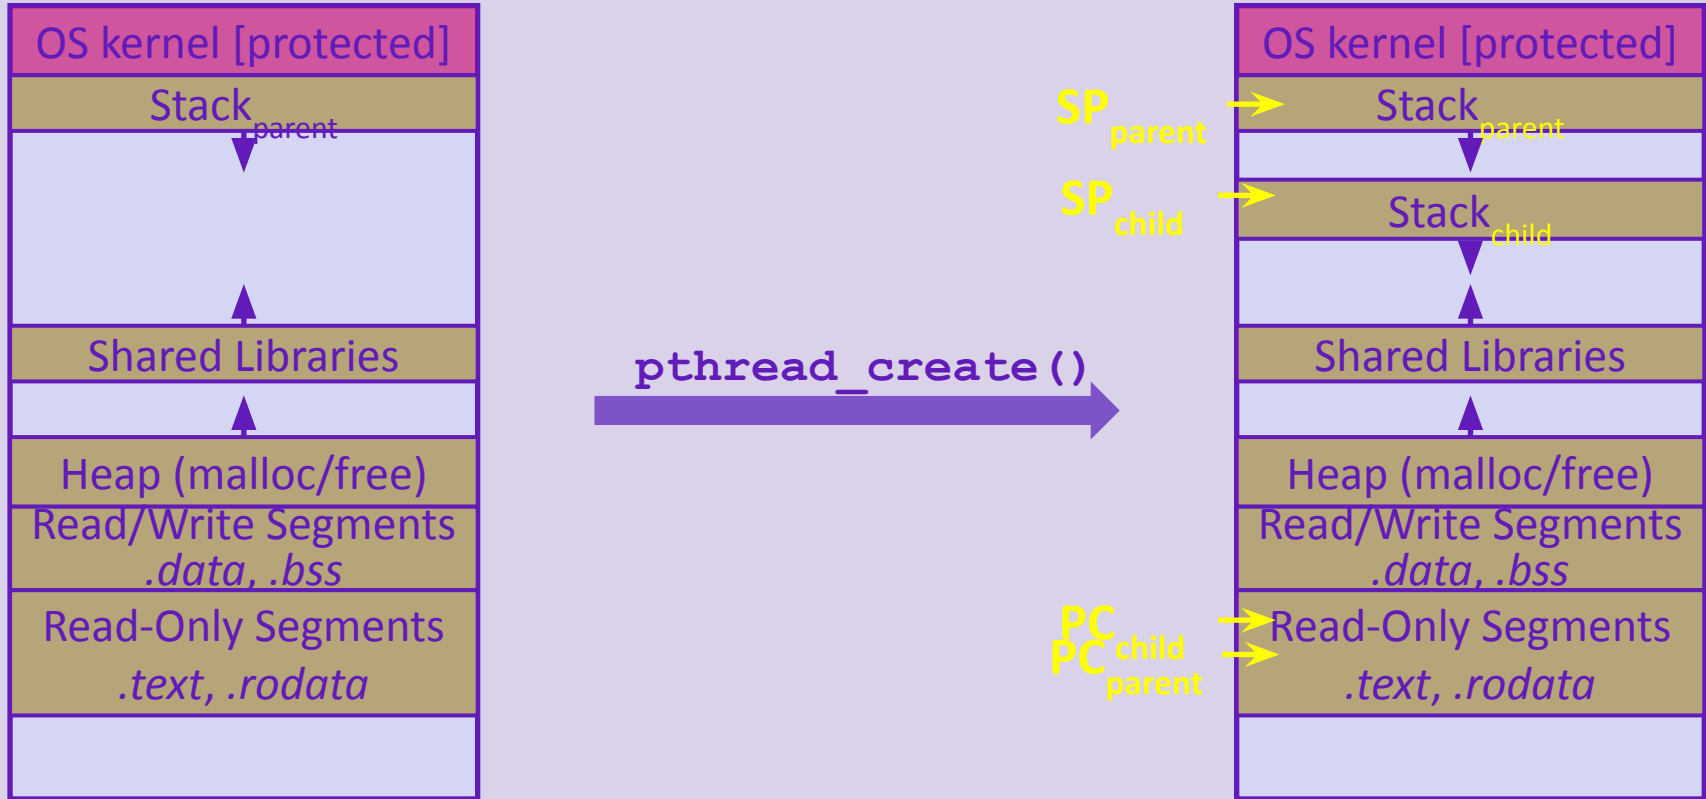 OS kernel [protected]
Stack parent
Shared Libraries
Heap (malloc/free)
Read/Write Segments
.data, .bss
Read-Only Segments
.text, .rodata
pthread_create()
SP parent
SP child
PC child
PC parent
OS kernel [protected]
Stack parent
Stack child
Shared Libraries
Heap (malloc/free)
Read/Write Segments
.data, .bss
Read-Only Segments
.text, .rodata